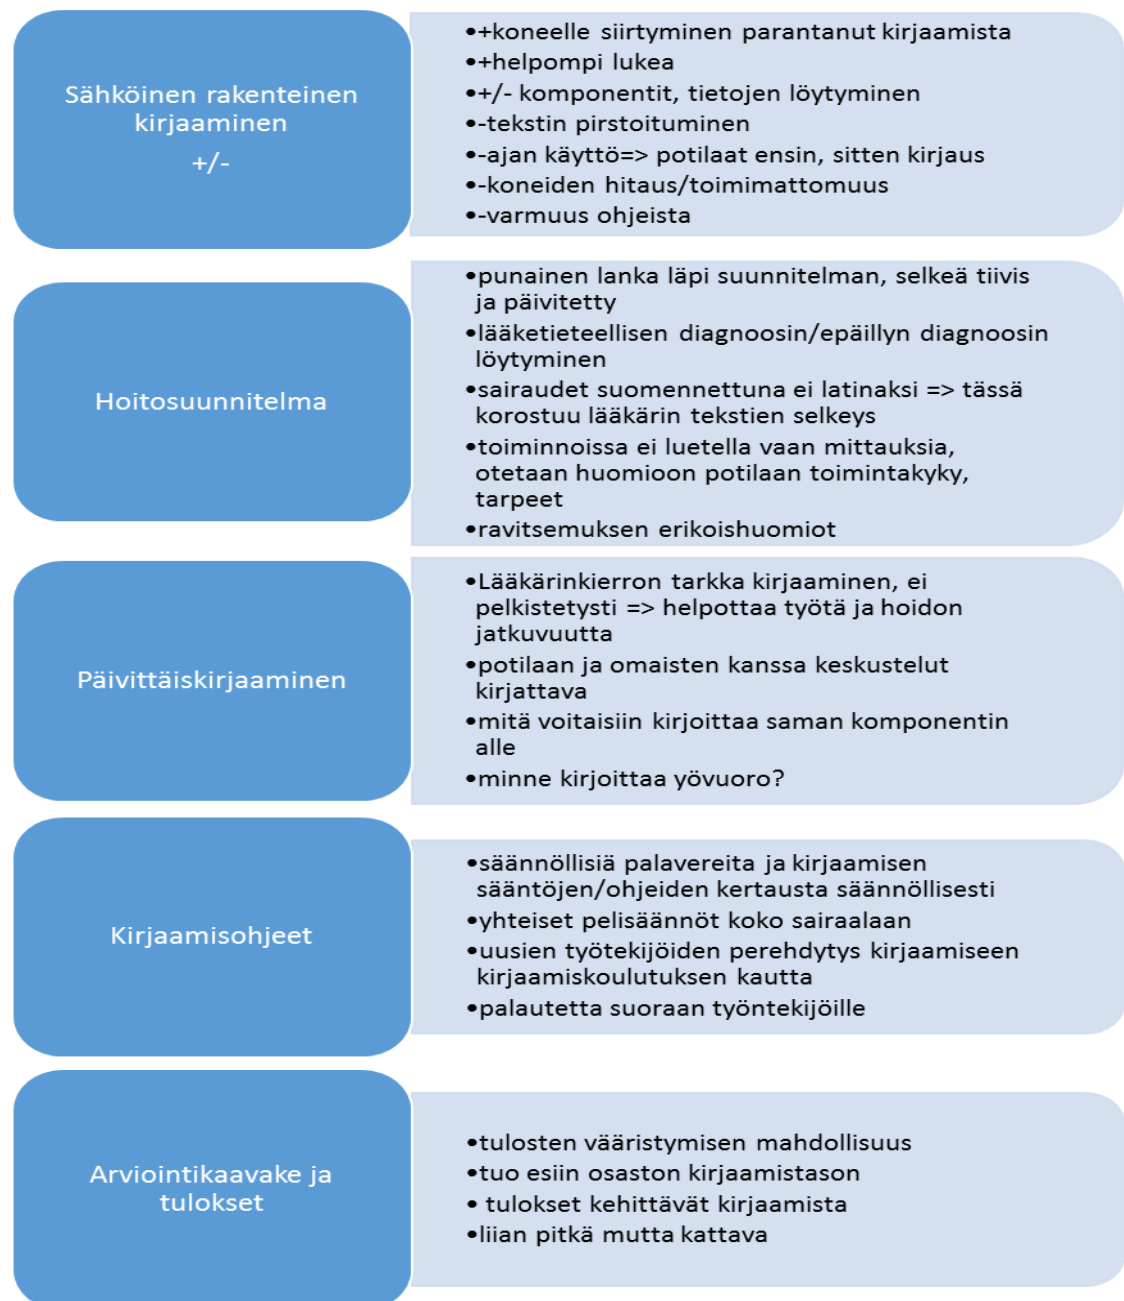 Sähköinen rakenteinen
kirjaaminen
+/-
•+koneelle siirtyminen parantanut kirjaamista
•+helpompi lukea
•+/- komponentit, tietojen löytyminen
•-tekstin pirstoituminen
•-ajan käyttö=> potilaat ensin, sitten kirjaus
•-koneiden hitaus/toimimattomuus
•-varmuus ohjeista
Hoitosuunnitelma
•punainen lanka läpi suunnitelman, selkeä tiivis
ja päivitetty
•lääketieteellisen diagnoosin/epäillyn diagnoosin
löytyminen
•sairaudet suomennettuna ei latinaksi => tässä
korostuu lääkärin tekstien selkeys
•toiminnoissa ei luetella vaan mittauksia,
otetaan huomioon potilaan toimintakyky,
tarpeet
•ravitsemuksen erikoishuomiot
Päivittäiskirjaaminen
•Lääkärinkierron tarkka kirjaaminen, ei
pelkistetysti => helpottaa työtä ja hoidon
jatkuvuutta
•potilaan ja omaisten kanssa keskustelut
kirjattava
•mitä voitaisiin kirjoittaa saman komponentin
alle
•minne kirjoittaa yövuoro?
Kirjaamisohjeet
•säännöllisiä palavereita ja kirjaamisen
sääntöjen/ohjeiden kertausta säännöllisesti
•yhteiset pelisäännöt koko sairaalaan
•uusien työtekijöiden perehdytys kirjaamiseen
kirjaamiskoulutuksen kautta
•palautetta suoraan työntekijöille
Arviointikaavake ja
tulokset
•tulosten vääristymisen mahdollisuus
•tuo esiin osaston kirjaamistason
• tulokset kehittävät kirjaamista
•liian pitkä mutta kattava